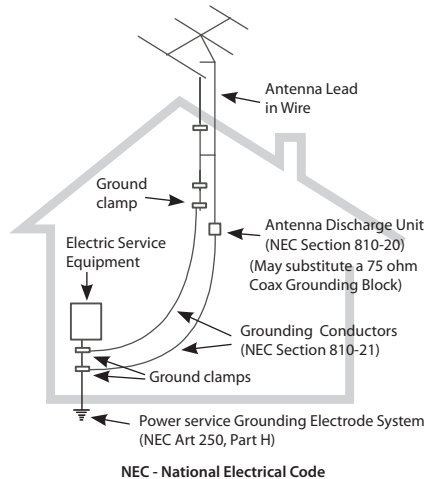 Antenna Lead
in Wire
Ground
clamp
Antenna Discharge Unit
(NEC Section 810-20)
(May substitute a 75 ohm
Coax Grounding Block)
Electric Service
Equipment
Grounding Conductors
(NEC Section 810-21)
Ground clamps
Power service Grounding Electrode System
(NEC Art 250, Part H)
NEC - National Electrical Code